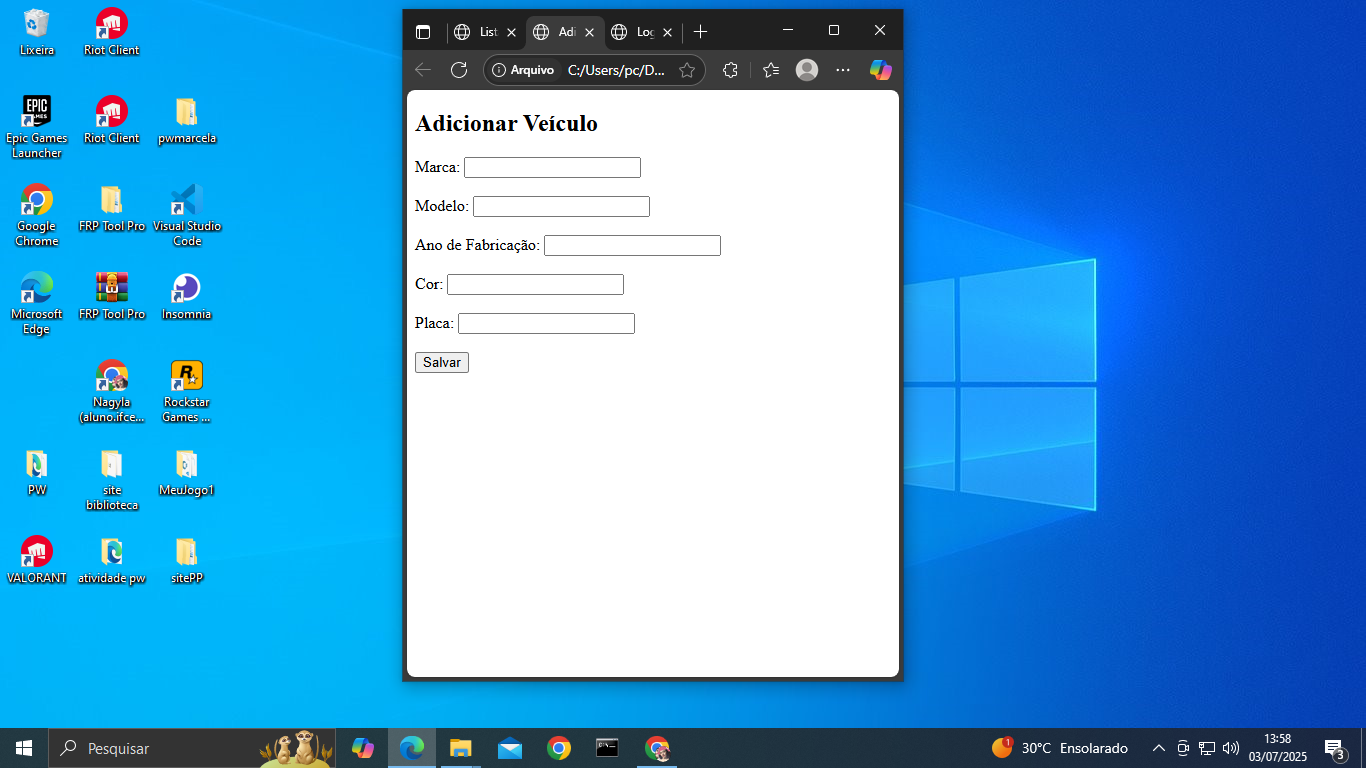 Lixeira
Riot Client
Epic Games
Launcher
Riot Client
pwmarcela
Google
Chrome
FRP Tool Pro
Visual Studio
Code
Microsoft
Edge
FRP Tool Pro
Insomnia
Nagyla
(aluno.ifce...
Rockstar
Games ...
PW
site
biblioteca
MeuJogo1
VALORANT
atividade pw
sitePP
List
Adi
Log
Arquivo C:/Users/pc/D...
Adicionar Veículo
Marca:
Modelo:
Ano de Fabricação:
Cor:
Placa:
Salvar
Pesquisar
1
30°C Ensolarado
13:58
03/07/2025
3